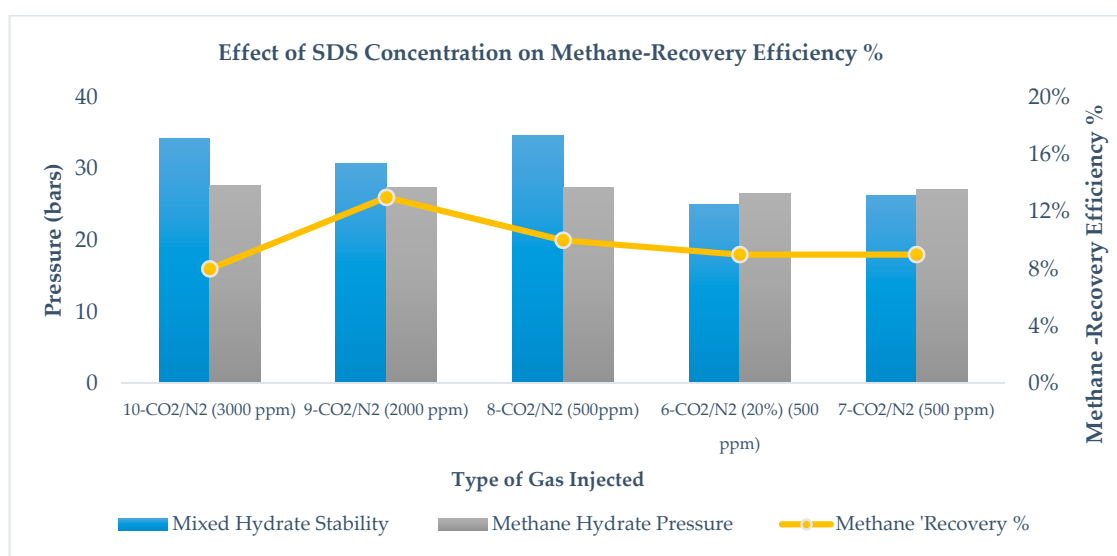 Effect of SDS Concentration on Methane-Recovery Efficiency %
40
30
20
10
0
Pressure (bars)
20%
16%
12%
8%
4%
0%
Methane -Recovery Efficiency %
10-CO2/N2 (3000 ppm)
9-CO2/N2 (2000 ppm)
8-CO2/N2 (500ppm)
6-CO2/N2 (20%) (500
ppm)
7-CO2/N2 (500 ppm)
Type of Gas Injected
Mixed Hydrate Stability
Methane Hydrate Pressure
Methane 'Recovery %